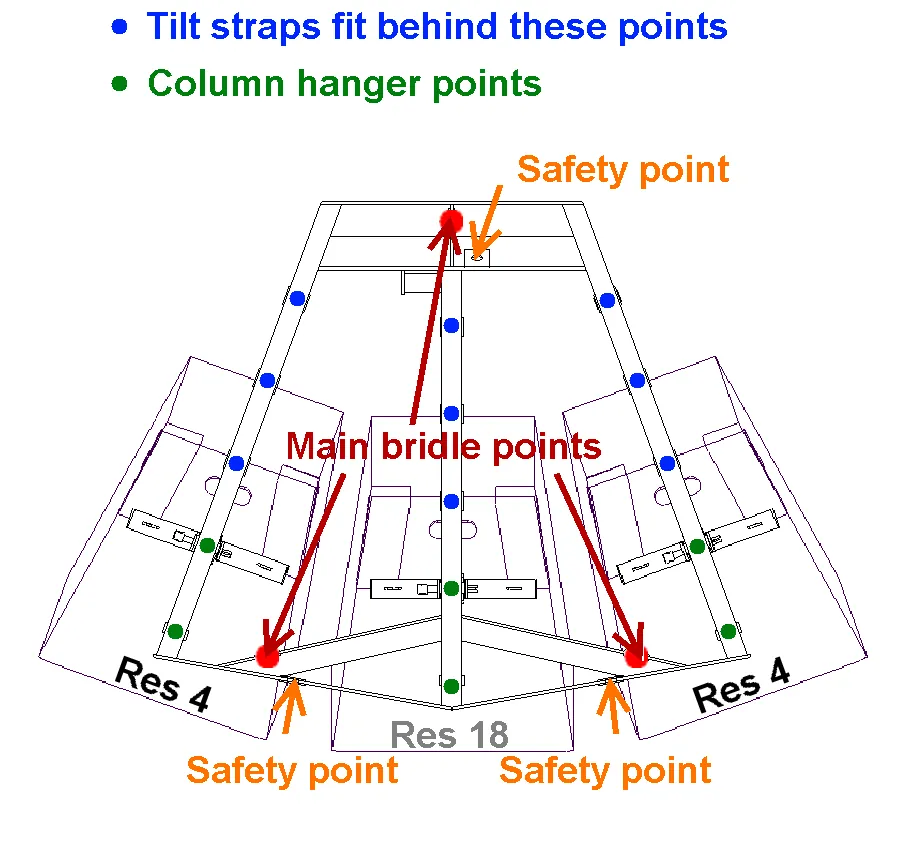 Tilt straps fit behind these points
Column hanger points
Safety point
Main bridle points
Res 4
Res 4
Res 18
Safety point
Safety point